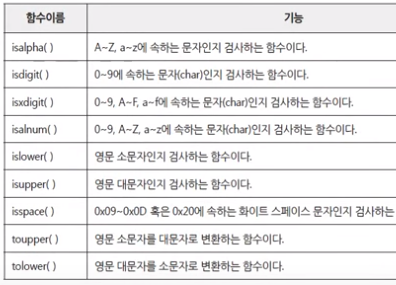 함수이름 기능
isalpha( ) A~Z, a~z에 속하는 문자인지 검사하는 함수이다.
isdigit( ) 0~9에 속하는 문자(char)인지 검사하는 함수이다.
isxdigit( ) 0~9, A~F, a~f에 속하는 문자(char)인지 검사하는 함수이다.
isalnum( ) 0~9, A~Z, a~z에 속하는 문자(char)인지 검사하는 함수이다.
islower( ) 영문 소문자인지 검사하는 함수이다.
isupper( ) 영문 대문자인지 검사하는 함수이다.
isspace( ) 0x09~0x0D 혹은 0x20에 속하는 화이트 스페이스 문자인지 검사하는
toupper( ) 영문 소문자를 대문자로 변환하는 함수이다.
tolower( ) 영문 대문자를 소문자로 변환하는 함수이다.